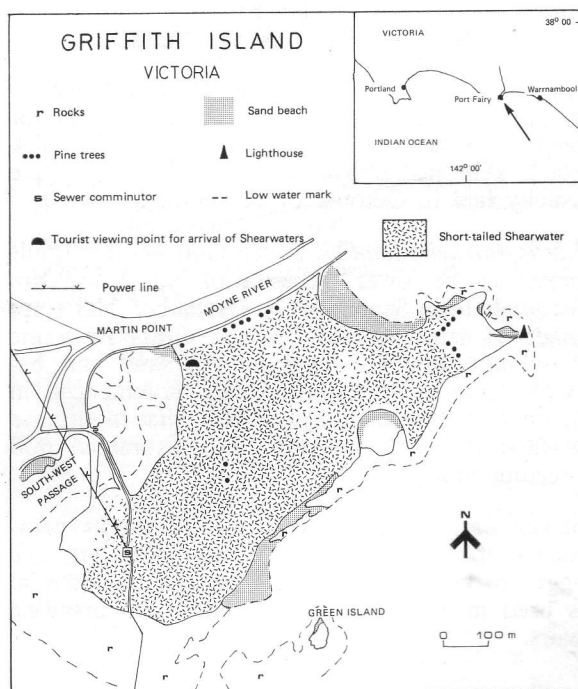 GRIFFITH ISLAND
VICTORIA
r Rocks
Sand beach
Pine trees
Lighthouse
s Sewer comminutor
Low water mark
Tourist viewing point for arrival of Shearwaters
Short-tailed Shearwater
Power line
38° 00
VICTORIA
Portland
Port Fairy
Warrnambool
INDIAN OCEAN
142° 00'
MOYNE RIVER
MARTIN POINT
SOUTH-WEST
PASSAGE
S
N
GREEN ISLAND
0 100 m
r
r
r
r
r
r
r
r
r
r